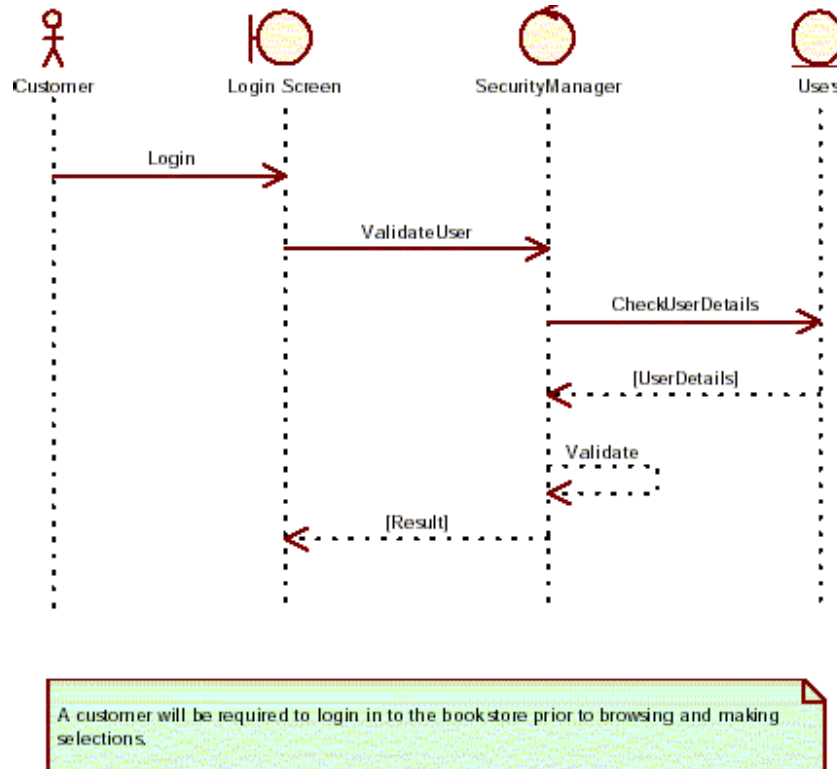 Customer
Login Screen
SecurityManager
Users
Login
ValidateUser
CheckUserDetails
[UserDetails]
Validate
[Result]
A customer will be required to login in to the bookstore prior to browsing and making
selections.